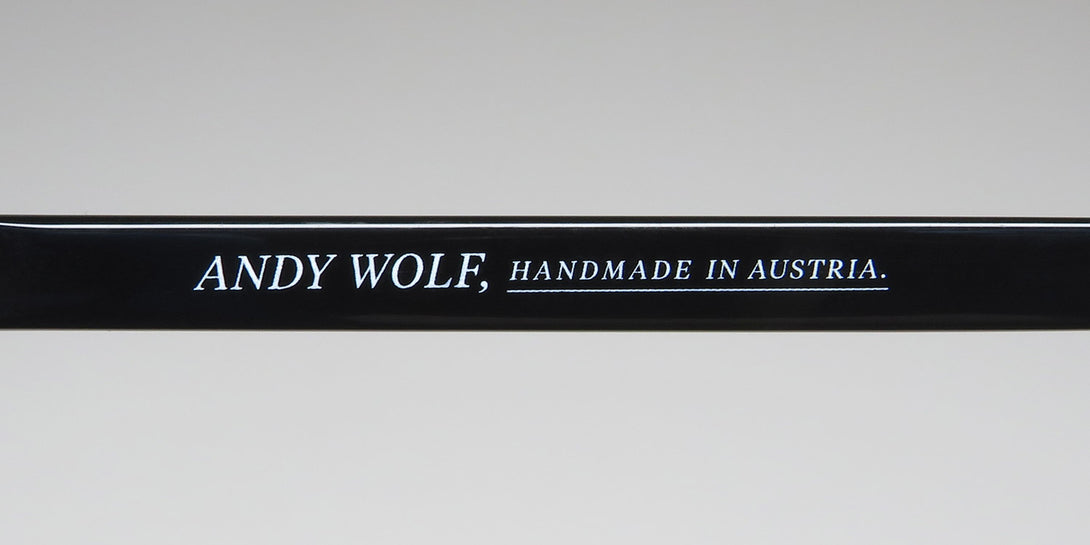 ANDY WOLF, HANDMADE IN AUSTRIA.